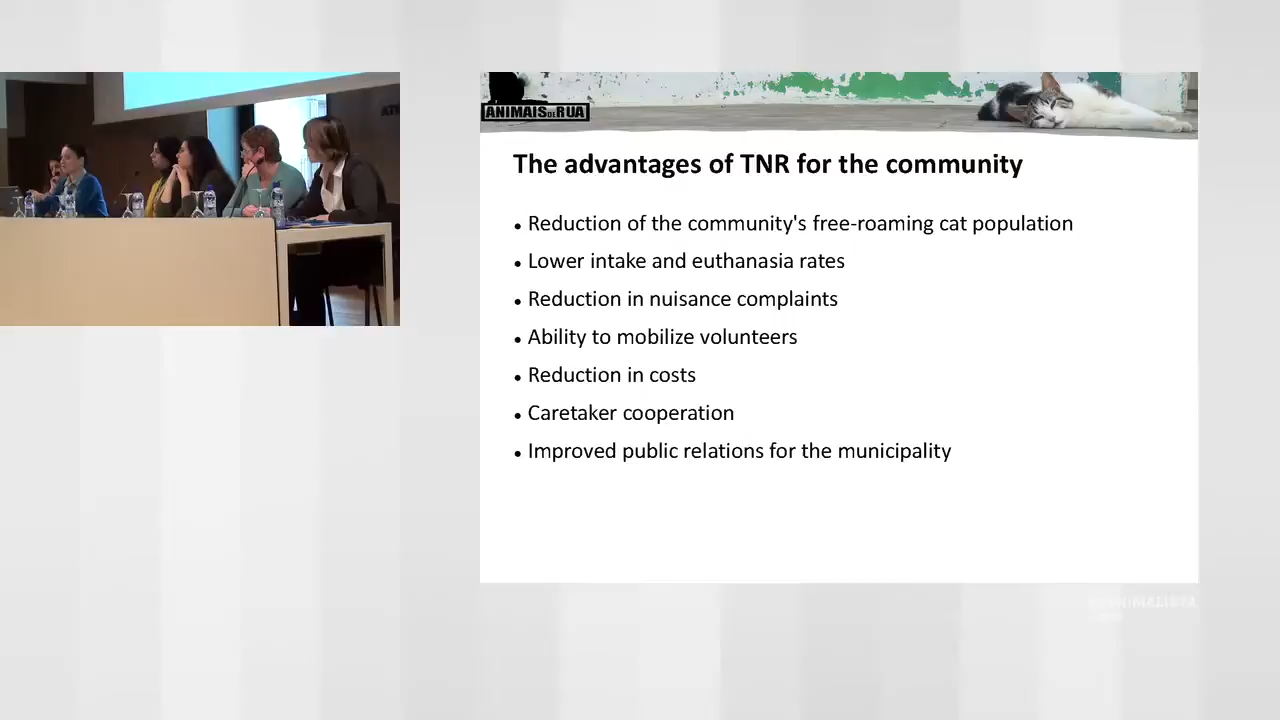 ANIMAIS DE RUA
The advantages of TNR for the community
• Reduction of the community's free-roaming cat population
• Lower intake and euthanasia rates
• Reduction in nuisance complaints
• Ability to mobilize volunteers
• Reduction in costs
• Caretaker cooperation
• Improved public relations for the municipality